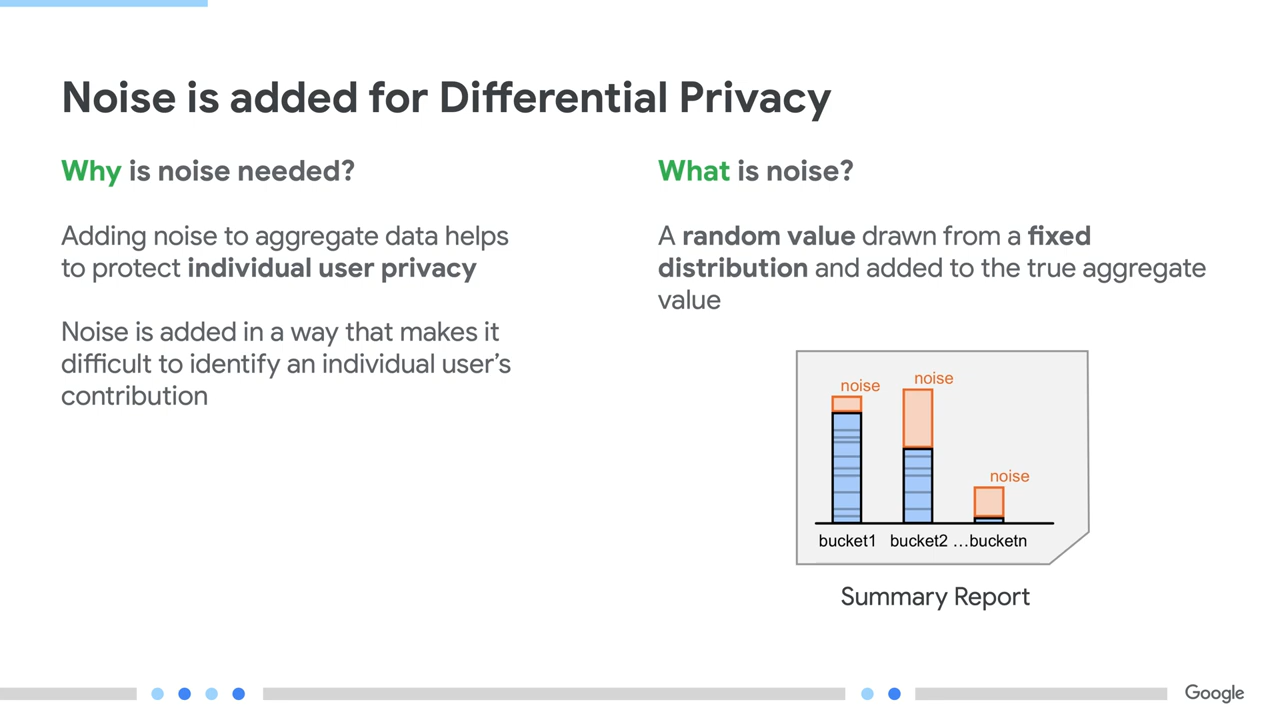 Noise is added for Differential Privacy
Why is noise needed?
Adding noise to aggregate data helps
to protect individual user privacy
Noise is added in a way that makes it
difficult to identify an individual user’s
contribution
What is noise?
A random value drawn from a fixed
distribution and added to the true aggregate
value
noise
noise
noise
bucket1 bucket2 ...bucketn
Summary Report
Google